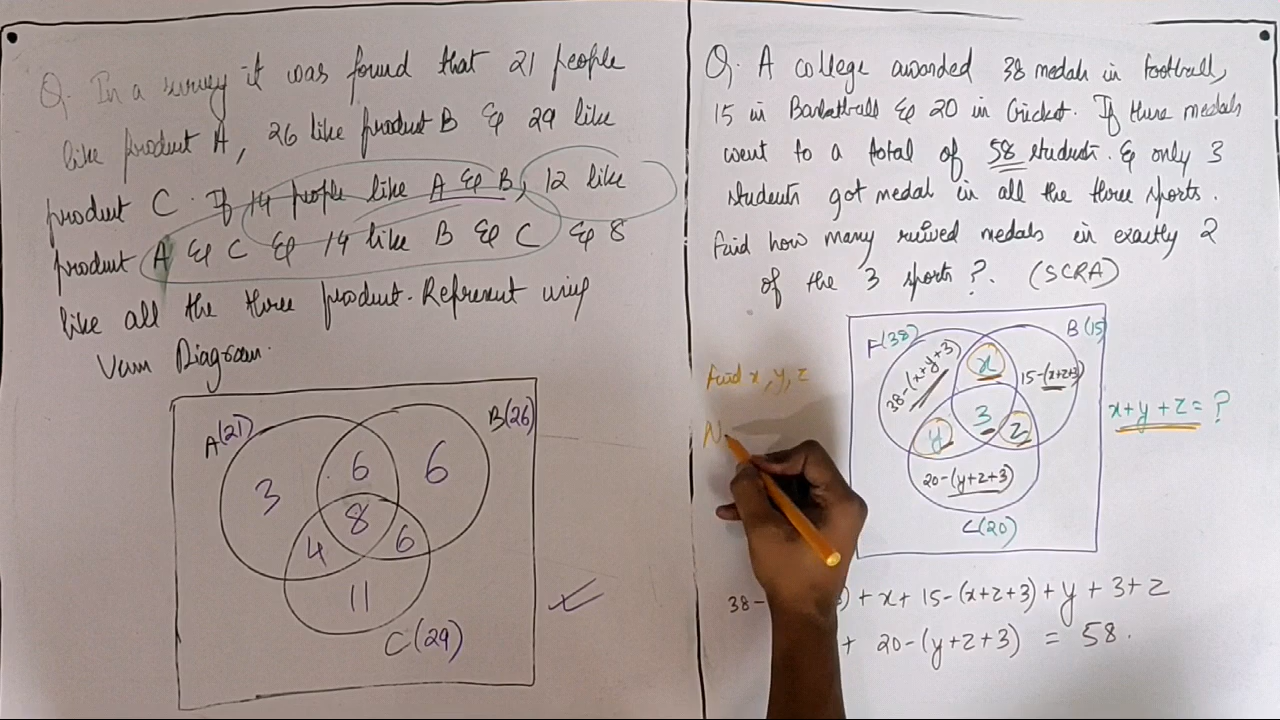 Q. In a survey it was found that 21 people
like product A, 26 like product B & 29 like
product C. If 14 people like A & B, 12 like
product A & C & 14 like B & C & 8
like all the three product. Represent using
Venn Diagram.
A(21)
B(26)
3
6
6
8
4
6
11
C(29)
Q. A college awarded 38 medals in football,
15 in Basketball & 20 in Cricket. If these medals
went to a total of 58 students. & only 3
students got medal in all the three sports.
Find how many received medals in exactly 2
of the 3 sports ?. (SCRA)
F(38)
B(15)
38-(x+y+3)
x
15-(x+z+3)
3
y
z
20-(y+z+3)
C(20)
Find x, y, z
N
x+y+z= ?
38- ) + x + 15-(x+z+3) + y + 3 + z
+ 20-(y+z+3) = 58.